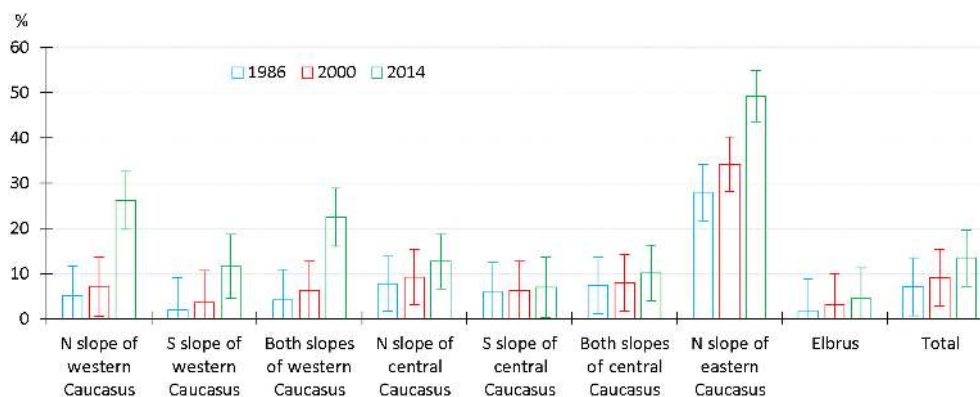 %
60
1986 2000 2014
50
40
30
20
10
0
N slope of western Caucasus
S slope of western Caucasus
Both slopes of western Caucasus
N slope of central Caucasus
S slope of central Caucasus
Both slopes of central Caucasus
N slope of eastern Caucasus
Elbrus
Total